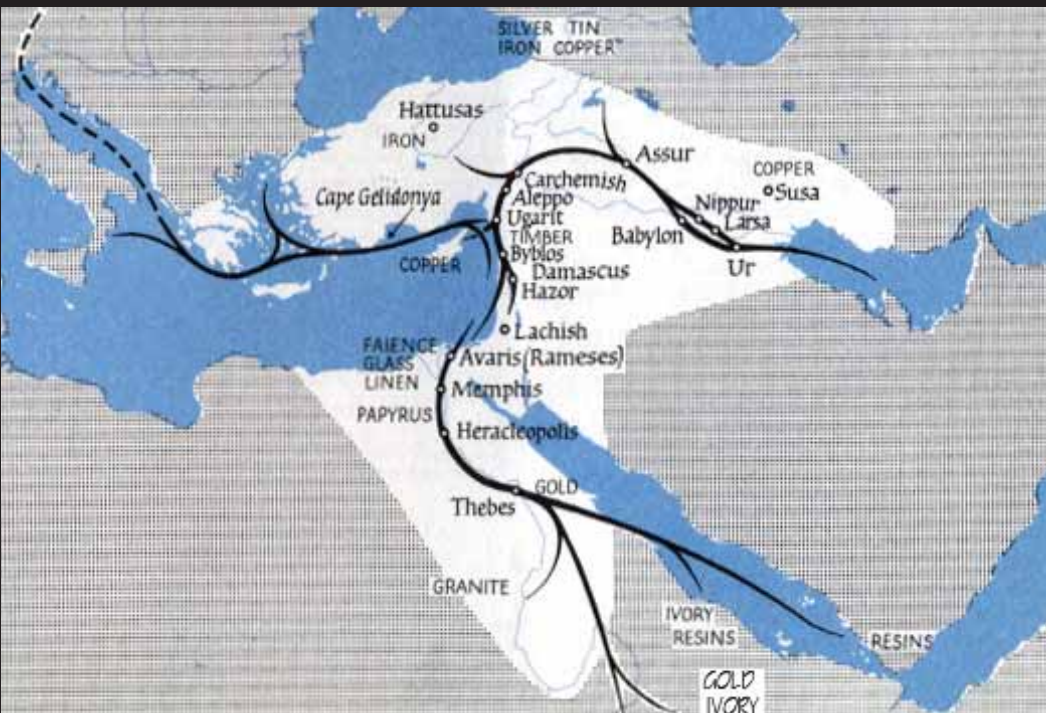 SILVER TIN
IRON COPPER
Hattusas
IRON
Assur
COPPER
Susa
Carchemish
Cape Gelidonya
Aleppo
Nippur
Ugarit
Larsa
TIMBER
Babylon
Byblos
COPPER
Ur
Damascus
Hazor
Lachish
FAIENCE
GLASS
LINEN
Avaris (Rameses)
Memphis
PAPYRUS
Heracleopolis
GOLD
Thebes
GRANITE
IVORY
RESINS
RESINS
GOLD
IVORY